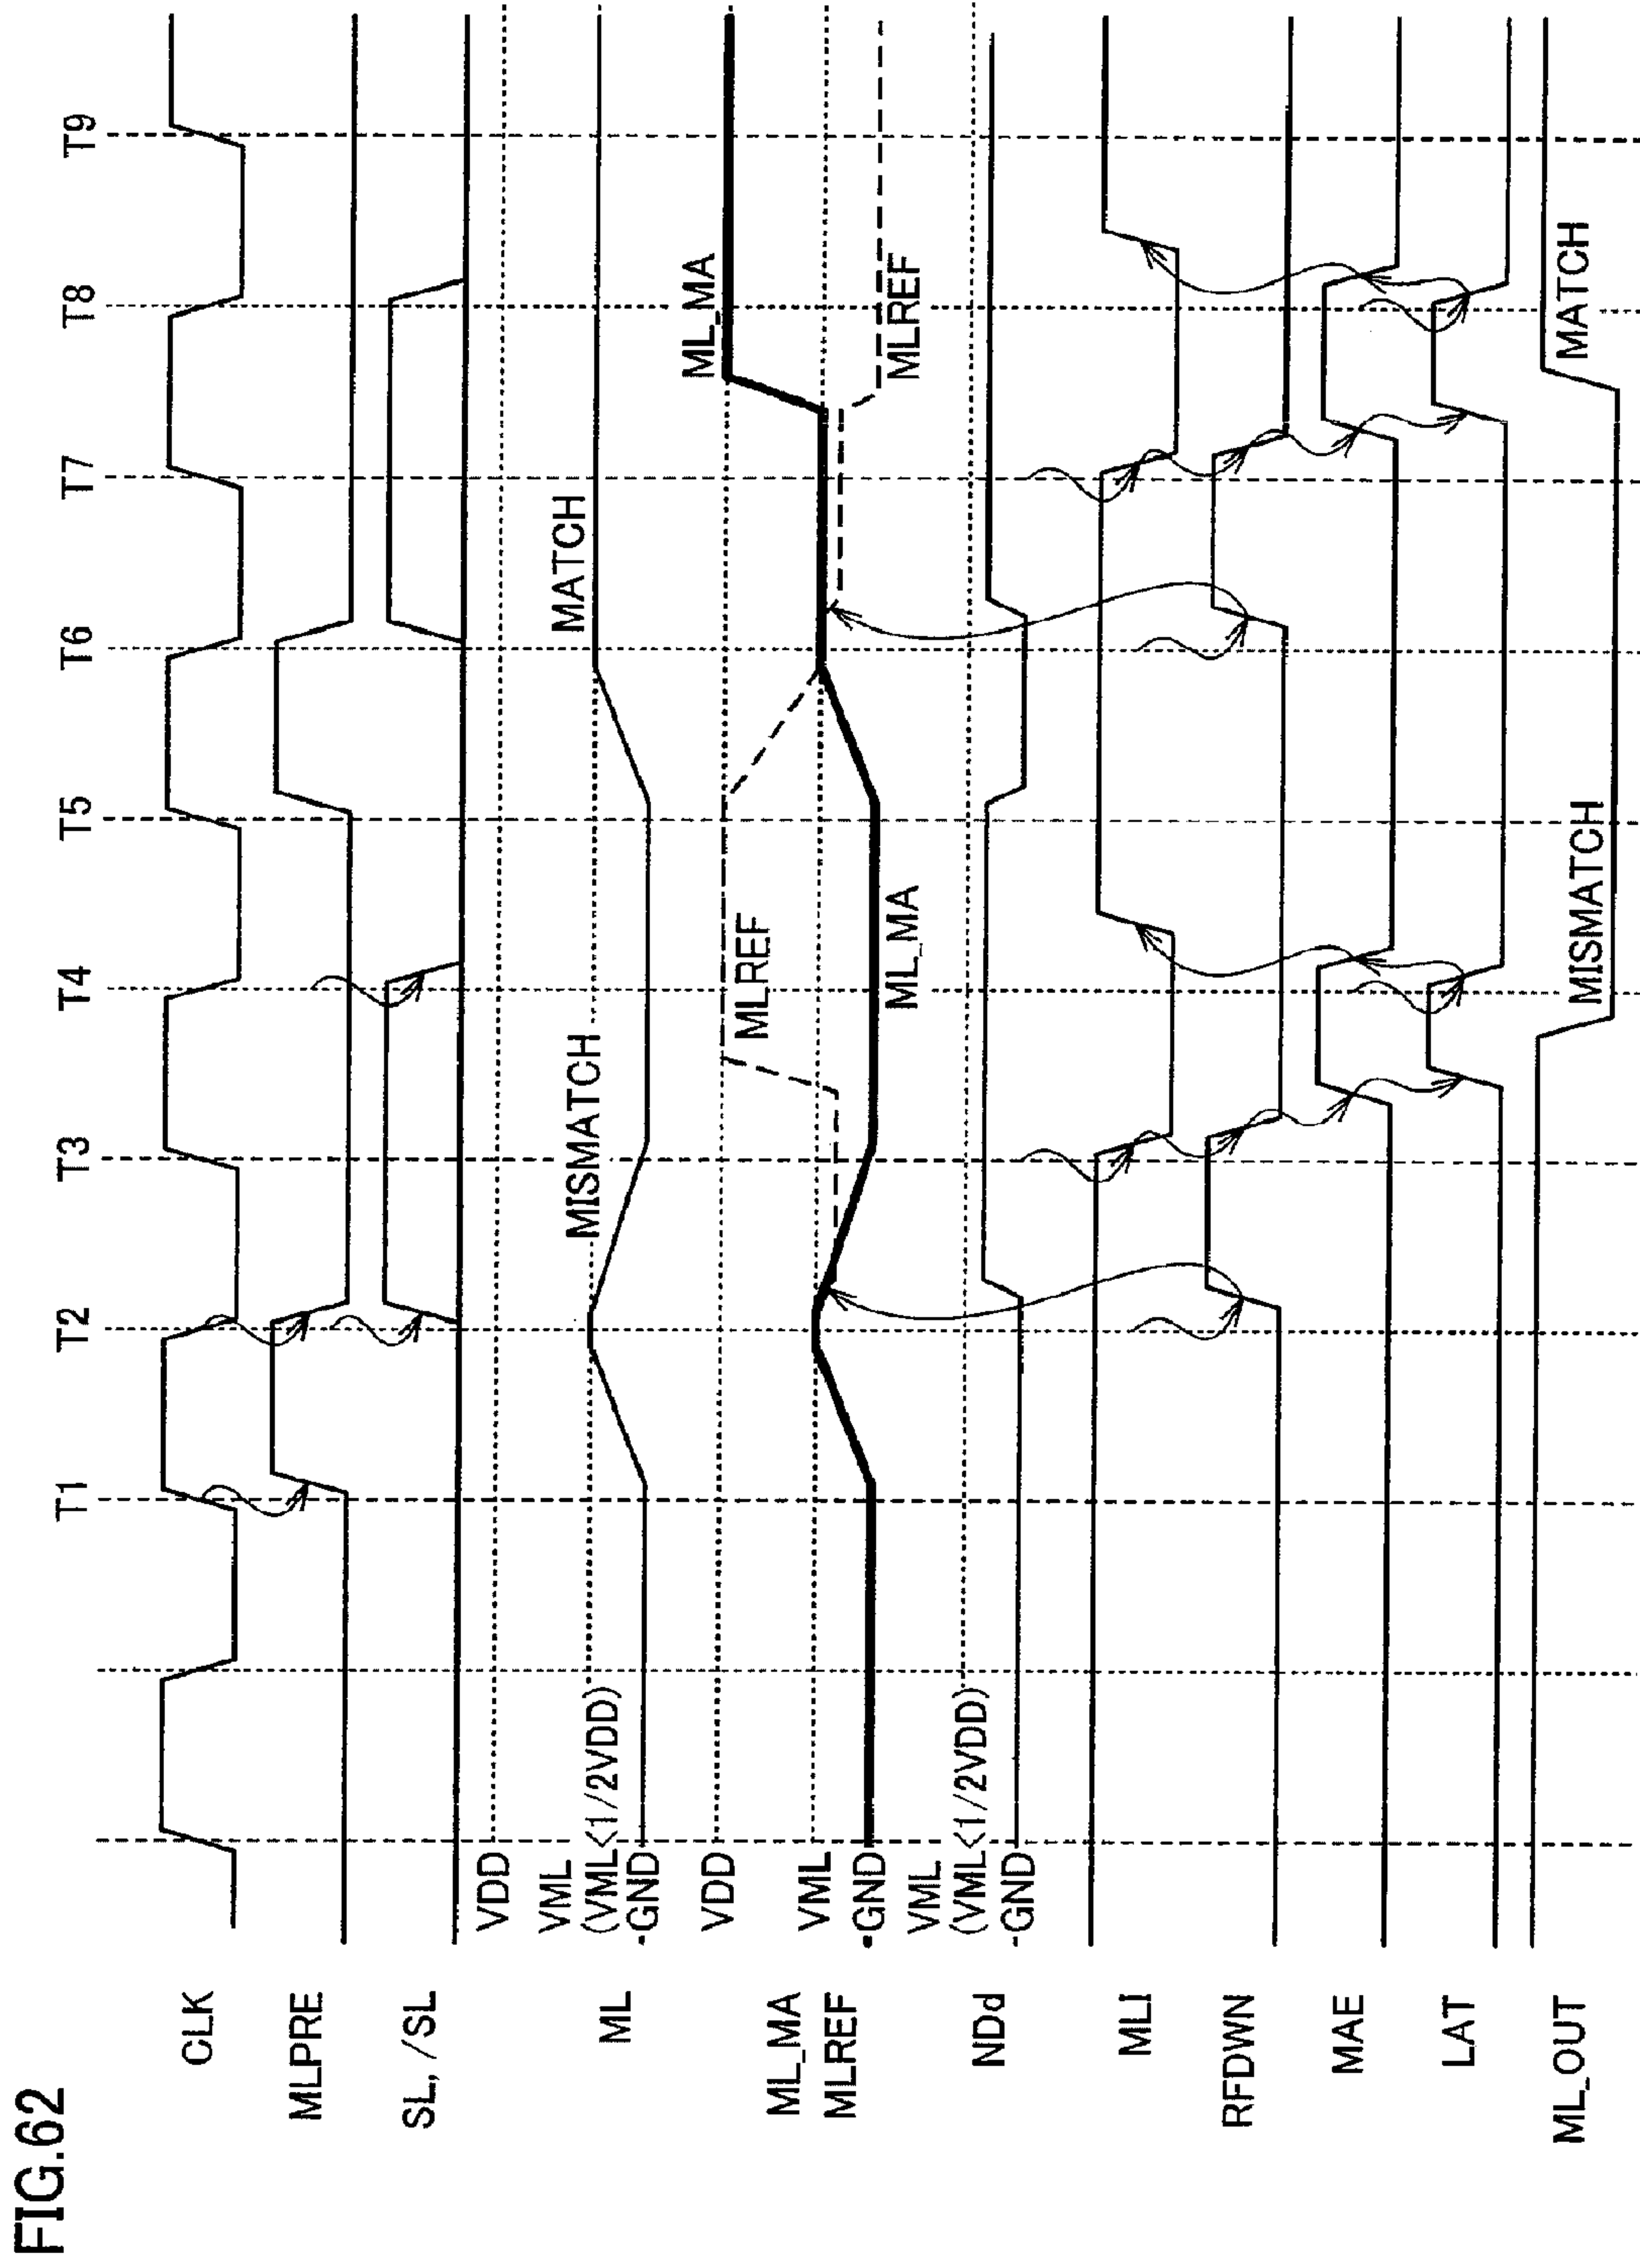 FIG.62
T1 T2 T3 T4 T5 T6 T7 T8 T9
CLK
MLPRE
SL, /SL
VDD
VML
(VML<1/2VDD)
GND
ML
MISMATCH
MATCH
VDD
VML
GND
ML_MA
MLREF
MLREF
ML_MA
ML_MA
MLREF
VML
(VML<1/2VDD)
GND
NDd
MLI
RFDWN
MAE
LAT
ML_OUT
MISMATCH
MATCH